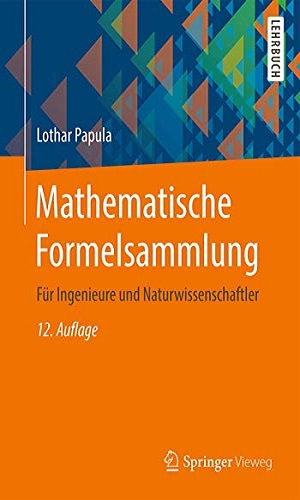 LEHRBUCH
Lothar Papula
Mathematische
Formelsammlung
Für Ingenieure und Naturwissenschaftler
12. Auflage
Springer Vieweg